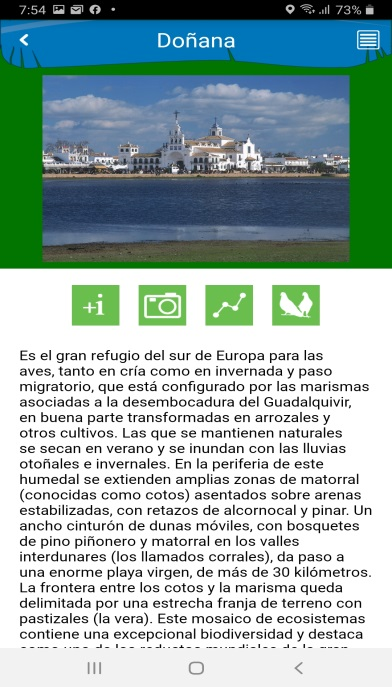 7:54
73%
Doñana
+i
Es el gran refugio del sur de Europa para las
aves, tanto en cría como en invernada y paso
migratorio, que está configurado por las marismas
asociadas a la desembocadura del Guadalquivir,
en buena parte transformadas en arrozales y
otros cultivos. Las que se mantienen naturales
se secan en verano y se inundan con las lluvias
otoñales e invernales. En la periferia de este
humedal se extienden amplias zonas de matorral
(conocidas como cotos) asentados sobre arenas
estabilizadas, con retazos de alcornocal y pinar. Un
ancho cinturón de dunas móviles, con bosquetes
de pino piñonero y matorral en los valles
interdunares (los llamados corrales), da paso a
una enorme playa virgen, de más de 30 kilómetros.
La frontera entre los cotos y la marisma queda
delimitada por una estrecha franja de terreno con
pastizales (la vera). Este mosaico de ecosistemas
contiene una excepcional biodiversidad y destaca